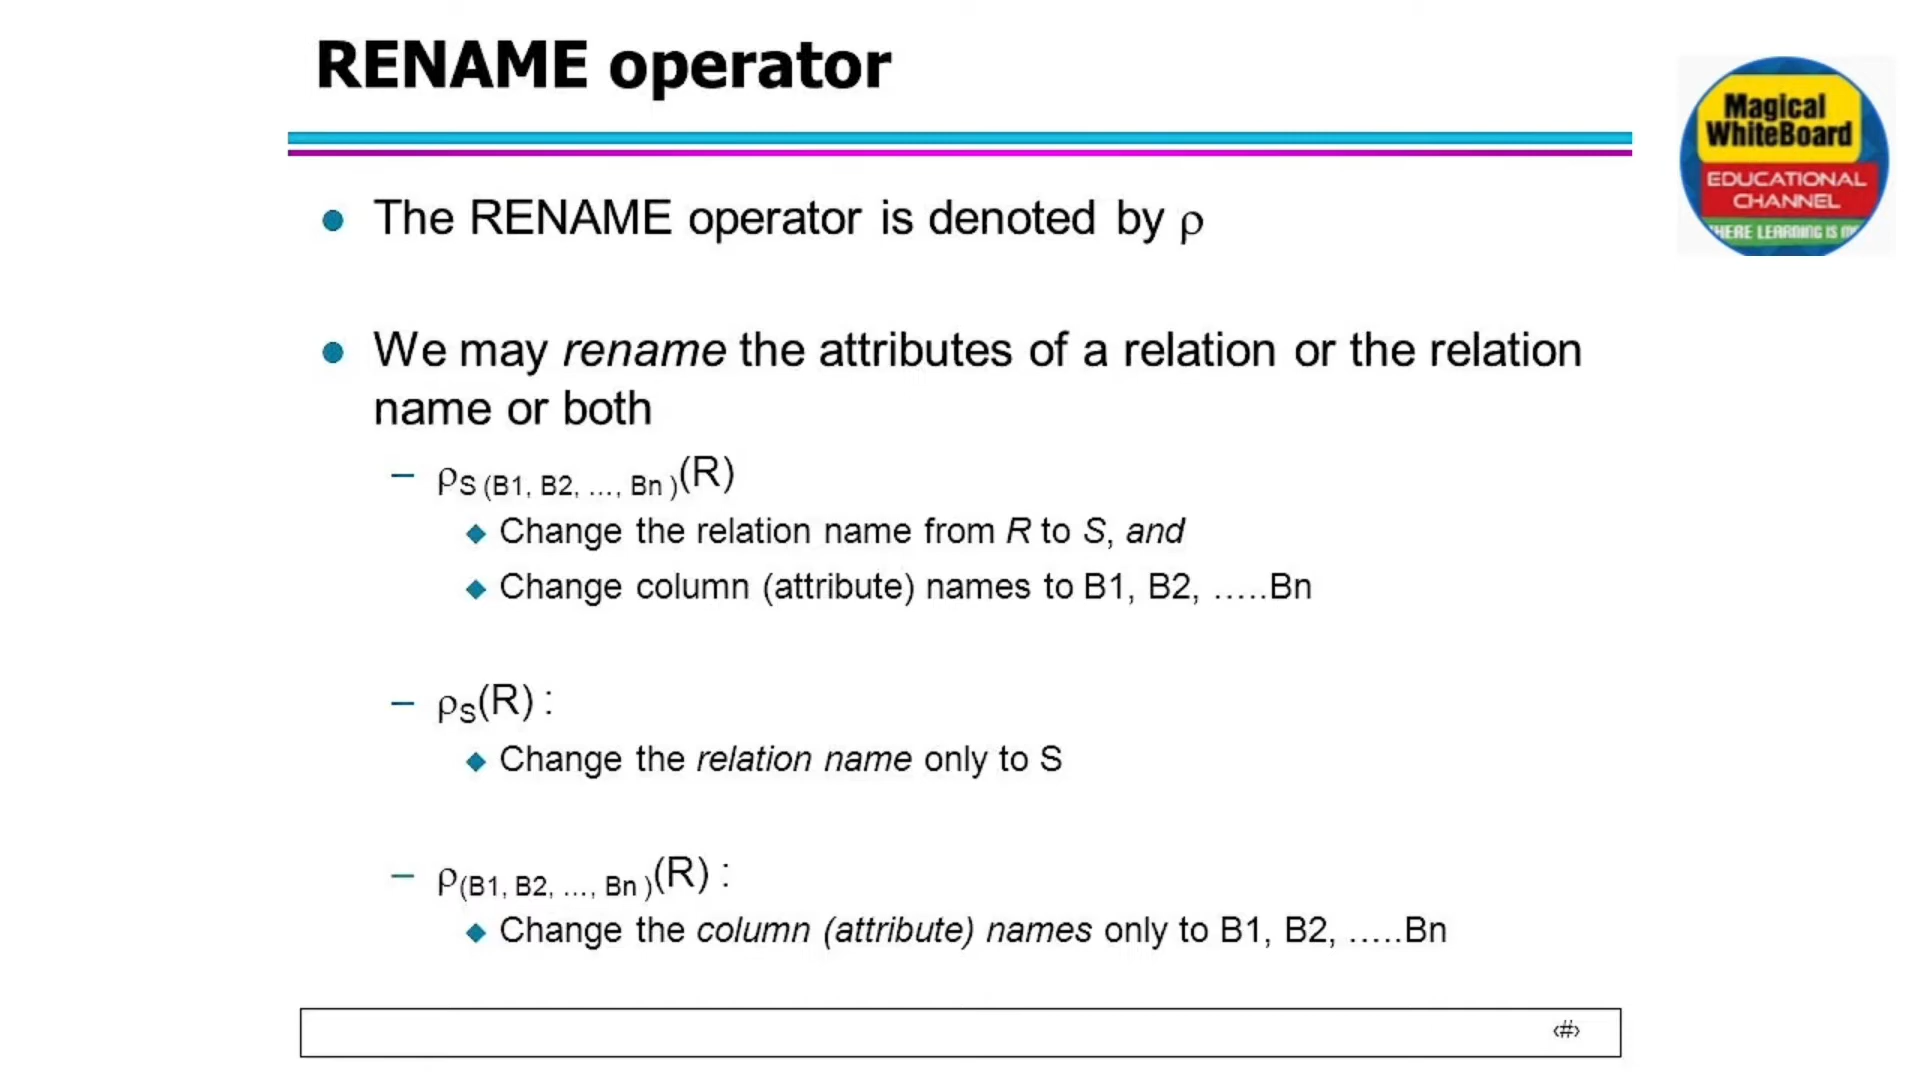 RENAME operator
Magical
WhiteBoard
EDUCATIONAL
CHANNEL
HERE LEARNING IS
● The RENAME operator is denoted by ρ
● We may rename the attributes of a relation or the relation
name or both
– ρS (B1, B2, …, Bn )(R)
◆ Change the relation name from R to S, and
◆ Change column (attribute) names to B1, B2, …..Bn
– ρS(R) :
◆ Change the relation name only to S
– ρ(B1, B2, …, Bn )(R) :
◆ Change the column (attribute) names only to B1, B2, …..Bn
‹#›